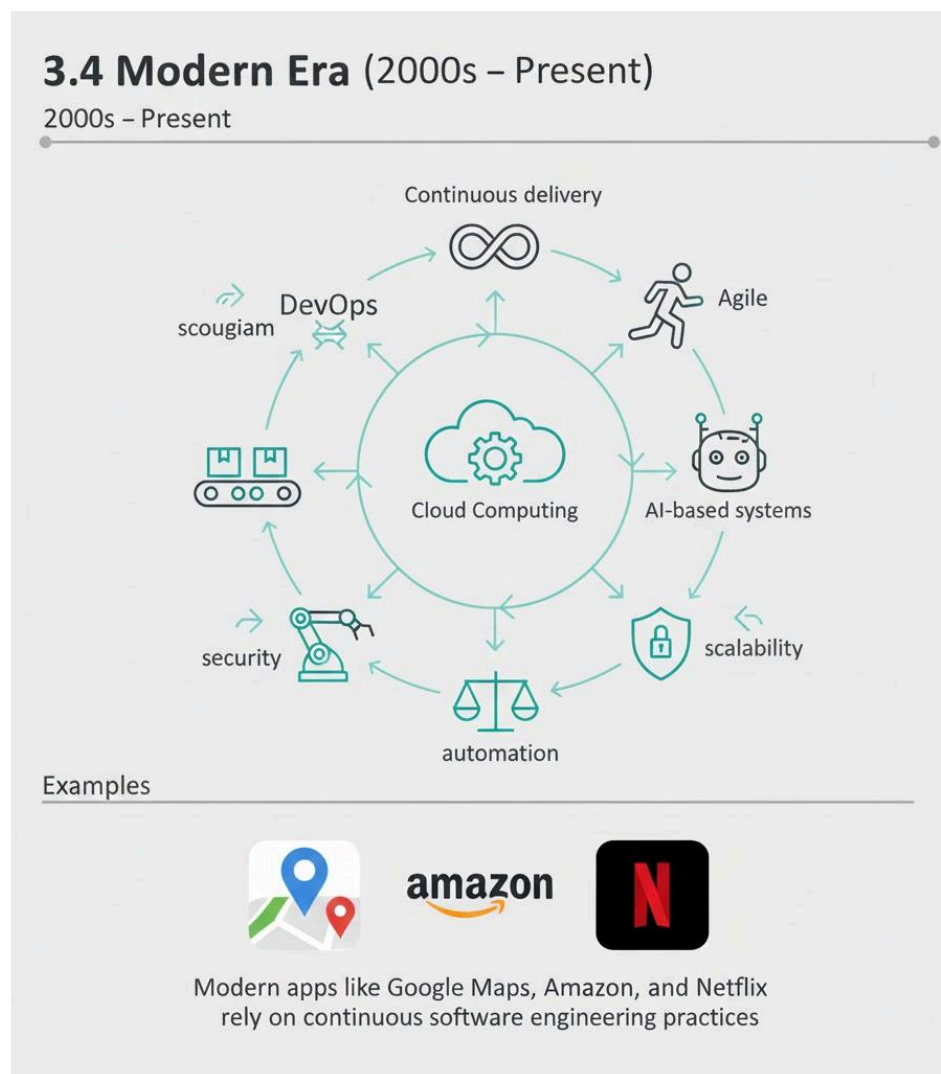 3.4 Modern Era (2000s – Present)
2000s – Present
Continuous delivery
DevOps
scougiam
Agile
Cloud Computing
AI-based systems
security
scalability
automation
Examples
amazon
N
Modern apps like Google Maps, Amazon, and Netflix
rely on continuous software engineering practices